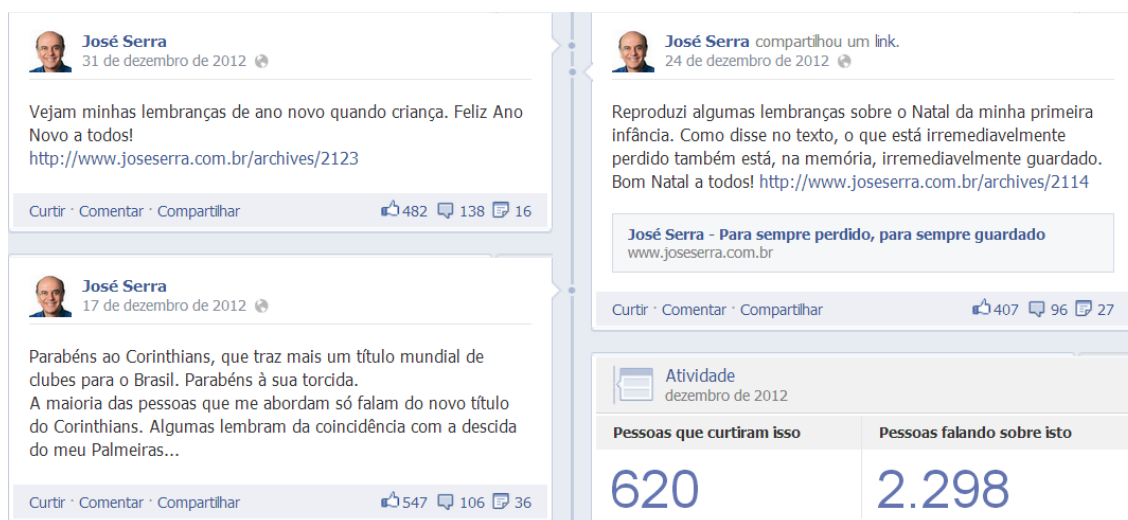 José Serra
31 de dezembro de 2012
Vejam minhas lembranças de ano novo quando criança. Feliz Ano
Novo a todos!
http://www.joseserra.com.br/archives/2123
Curtir · Comentar · Compartilhar 482 138 16
José Serra
17 de dezembro de 2012
Parabéns ao Corinthians, que traz mais um título mundial de
clubes para o Brasil. Parabéns à sua torcida.
A maioria das pessoas que me abordam só falam do novo título
do Corinthians. Algumas lembram da coincidência com a descida
do meu Palmeiras...
Curtir · Comentar · Compartilhar 547 106 36
José Serra compartilhou um link.
24 de dezembro de 2012
Reproduzi algumas lembranças sobre o Natal da minha primeira
infância. Como disse no texto, o que está irremediavelmente
perdido também está, na memória, irremediavelmente guardado.
Bom Natal a todos! http://www.joseserra.com.br/archives/2114
José Serra - Para sempre perdido, para sempre guardado
www.joseserra.com.br
Curtir · Comentar · Compartilhar 407 96 27
Atividade
dezembro de 2012
Pessoas que curtiram isso Pessoas falando sobre isto
620 2.298